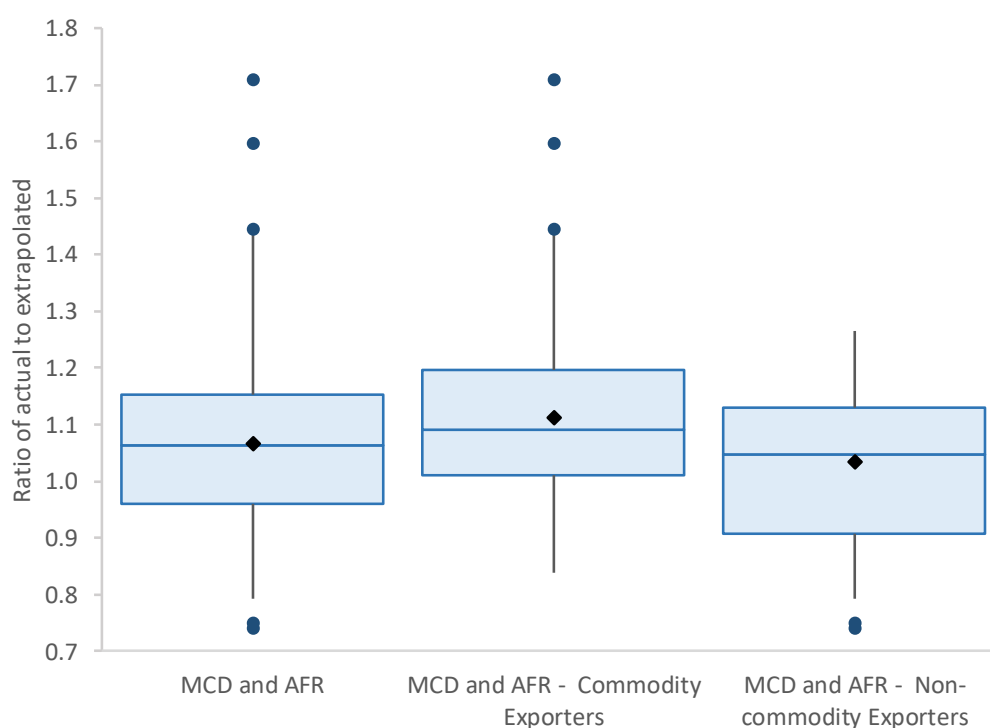 Ratio of actual to extrapolated
1.8
1.7
1.6
1.5
1.4
1.3
1.2
1.1
1.0
0.9
0.8
0.7
MCD and AFR
MCD and AFR - Commodity
Exporters
MCD and AFR - Non-
commodity Exporters